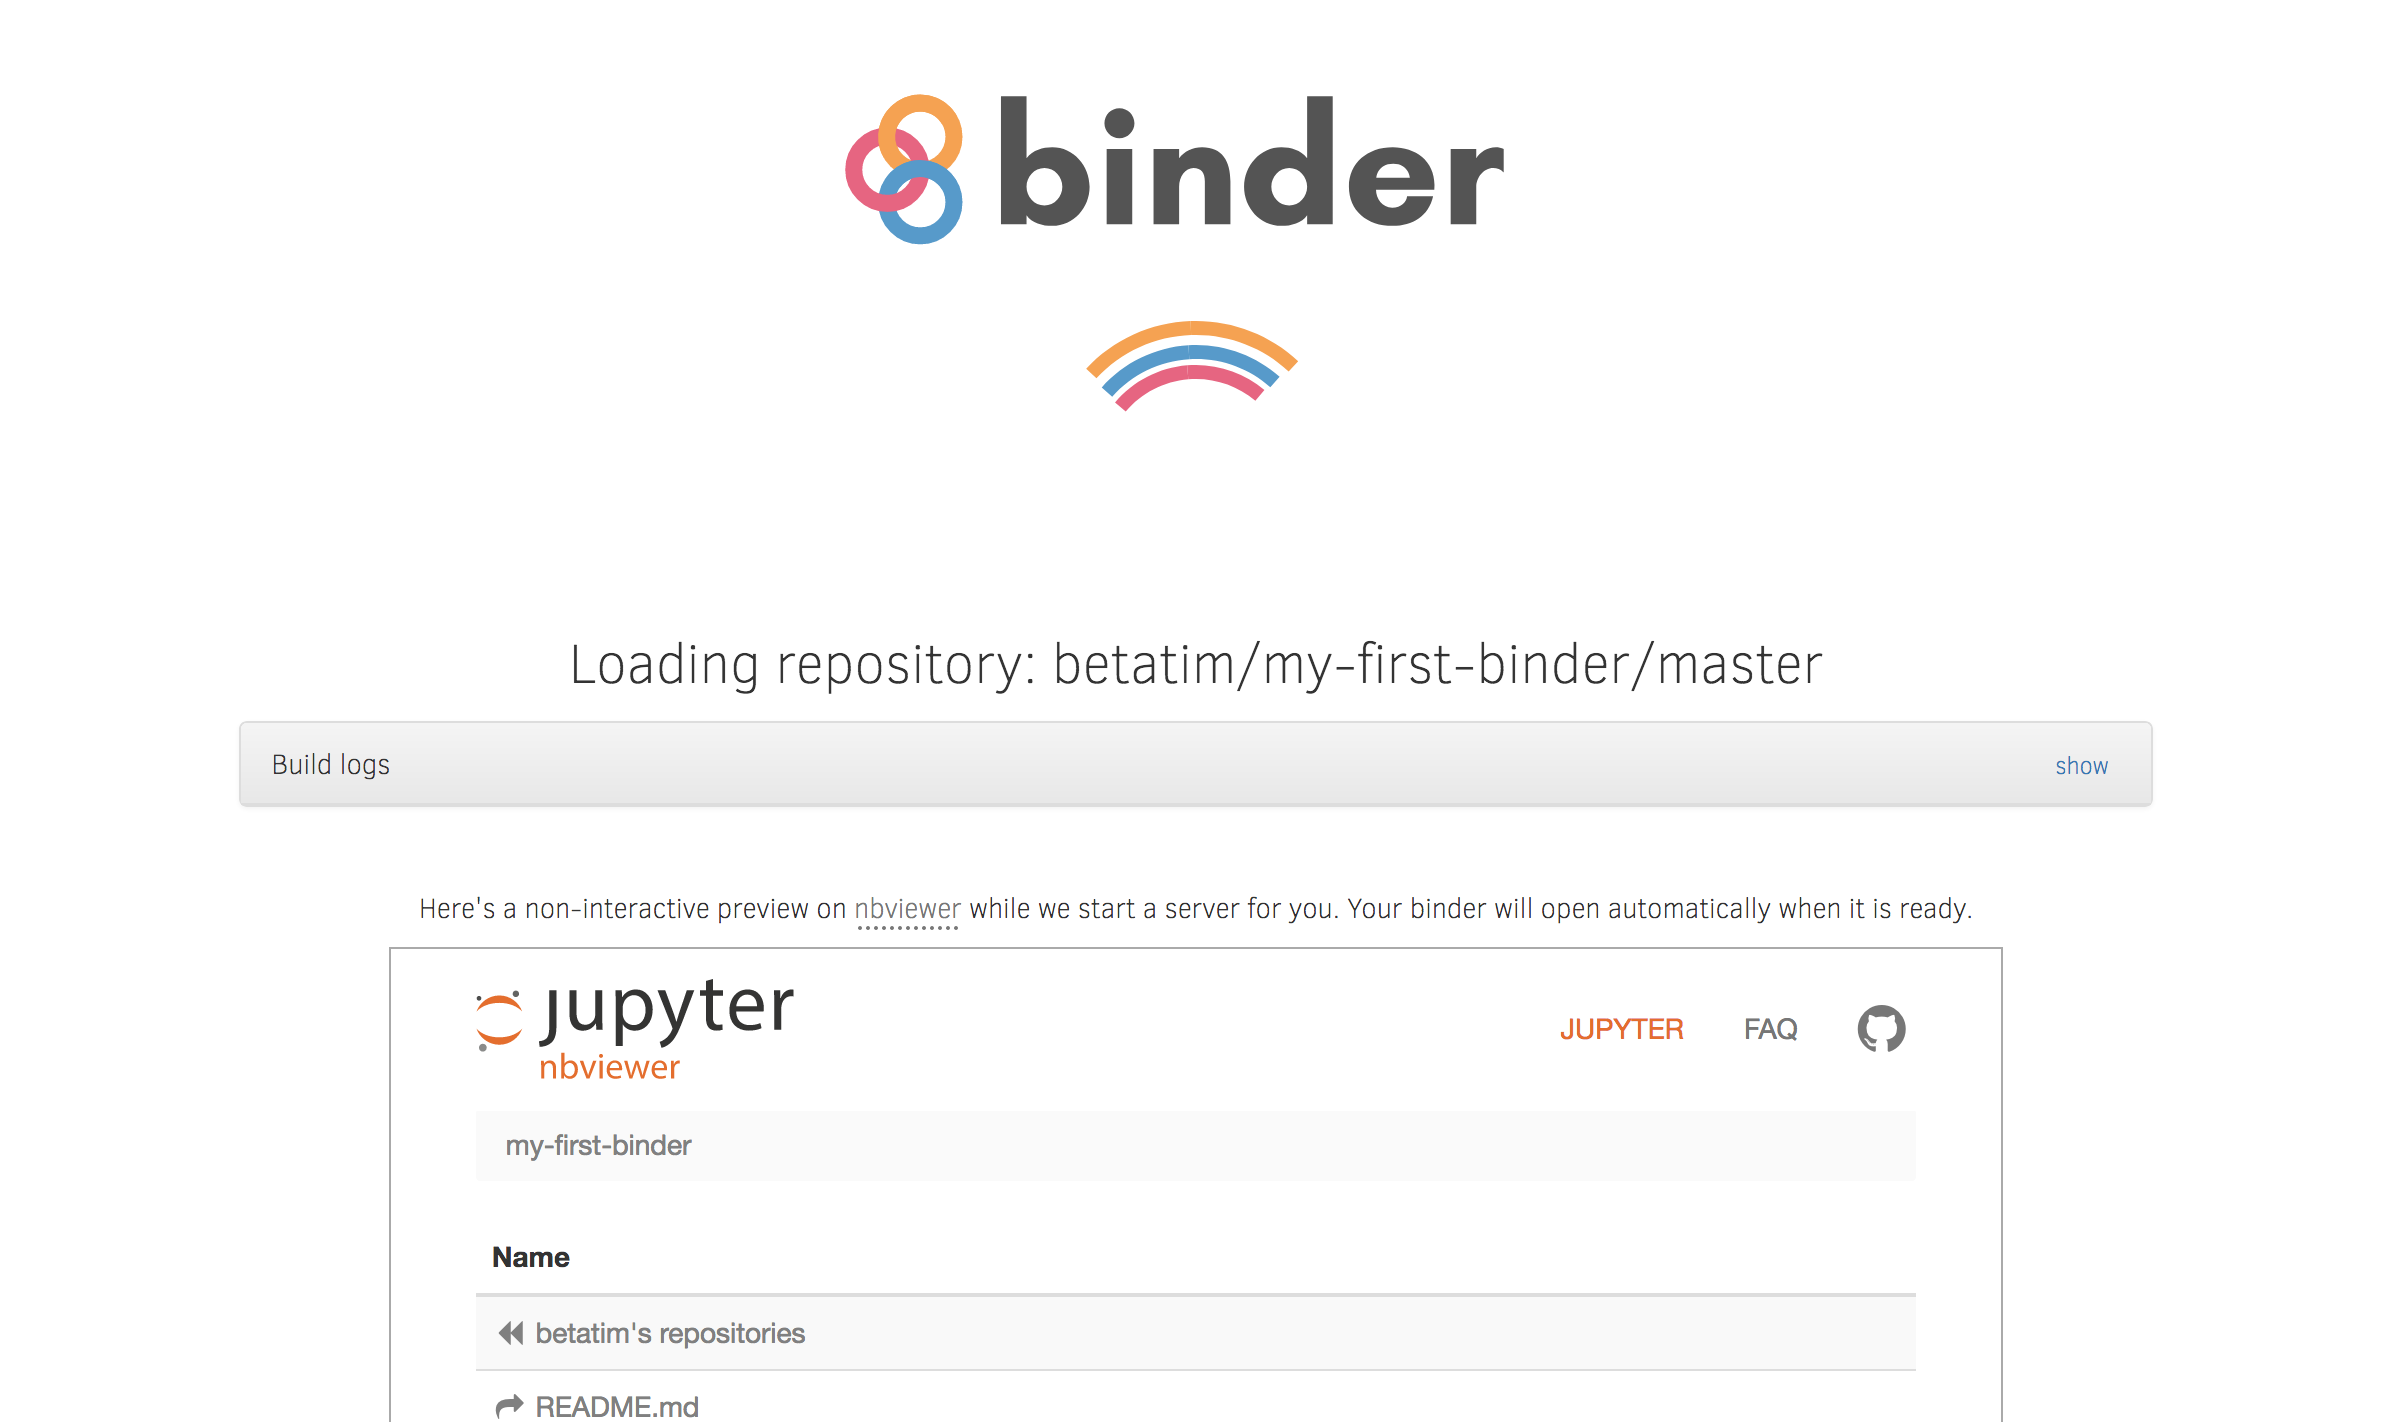 binder
Loading repository: betatim/my-first-binder/master
Build logs show
Here's a non-interactive preview on nbviewer while we start a server for you. Your binder will open automatically when it is ready.
jupyter
nbviewer
JUPYTER FAQ
my-first-binder
Name
betatim's repositories
README.md